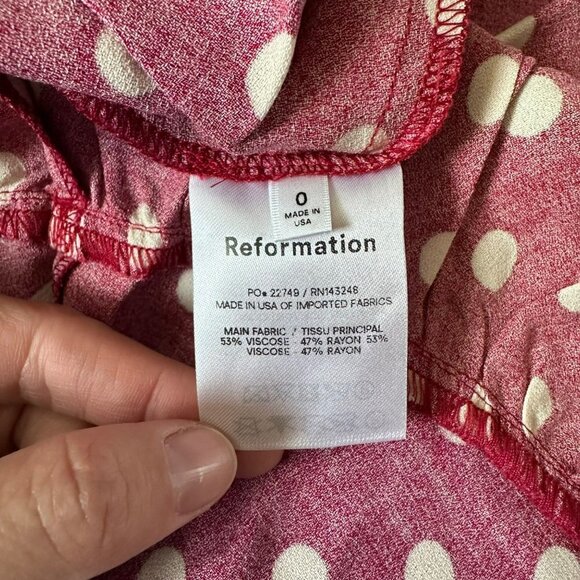 0
MADE IN
USA
Reformation
PO# 22749 / RN143248
MADE IN USA OF IMPORTED FABRICS
MAIN FABRIC / TISSU PRINCIPAL
53% VISCOSE - 47% RAYON 53%
VISCOSE - 47% RAYON